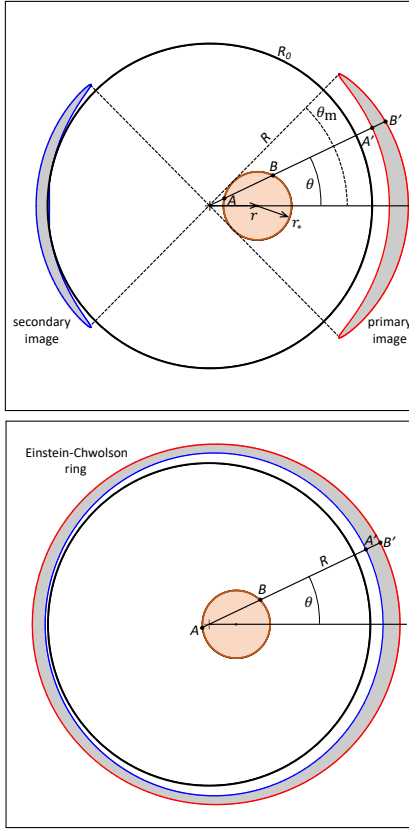 R₀
R
θm
B'
A'
B
θ
A
r
r*
secondary
image
primary
image
Einstein-Chwolson
ring
A'
B'
R
B
θ
A